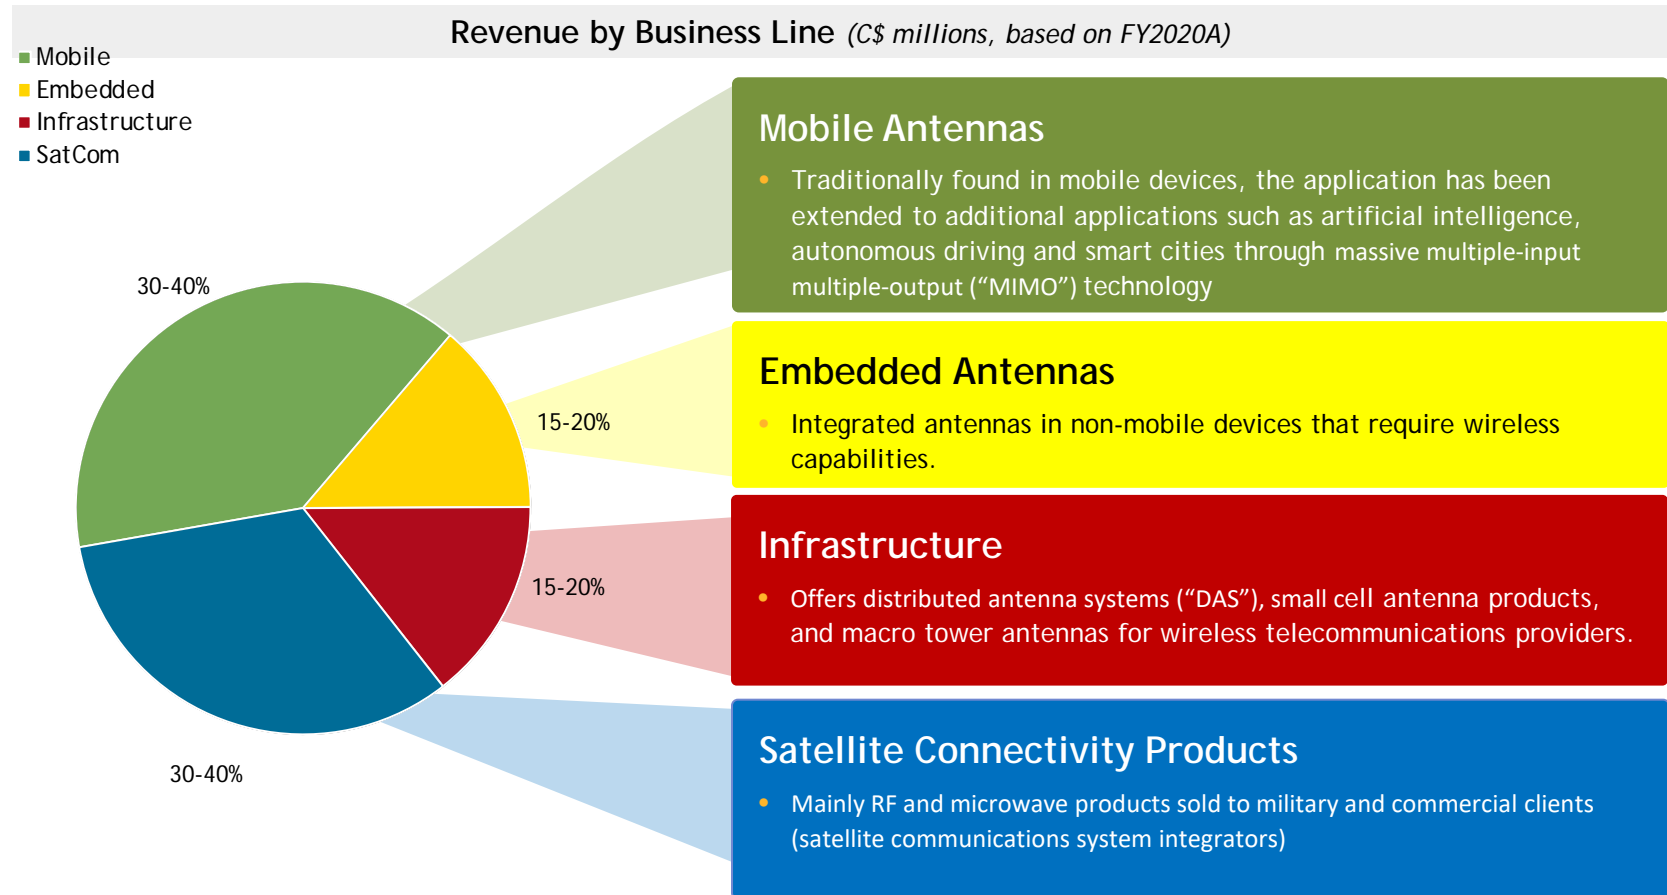 Revenue by Business Line (C$ millions, based on FY2020A)
Mobile
Embedded
Infrastructure
SatCom
30-40%
15-20%
15-20%
30-40%
Mobile Antennas
• Traditionally found in mobile devices, the application has been
extended to additional applications such as artificial intelligence,
autonomous driving and smart cities through massive multiple-input
multiple-output (“MIMO”) technology
Embedded Antennas
• Integrated antennas in non-mobile devices that require wireless
capabilities.
Infrastructure
• Offers distributed antenna systems (“DAS”), small cell antenna products,
and macro tower antennas for wireless telecommunications providers.
Satellite Connectivity Products
• Mainly RF and microwave products sold to military and commercial clients
(satellite communications system integrators)